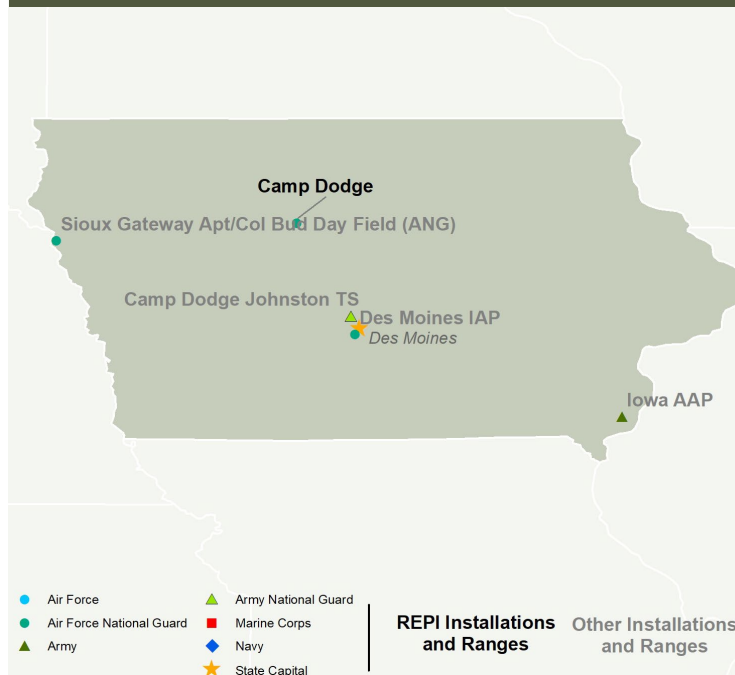 Camp Dodge
Sioux Gateway Apt/Col Bud Day Field (ANG)
Camp Dodge Johnston TS
Des Moines IAP
Des Moines
Iowa AAP
Air Force
Air Force National Guard
Army
Army National Guard
Marine Corps
Navy
State Capital
REPI Installations
and Ranges
Other Installations
and Ranges